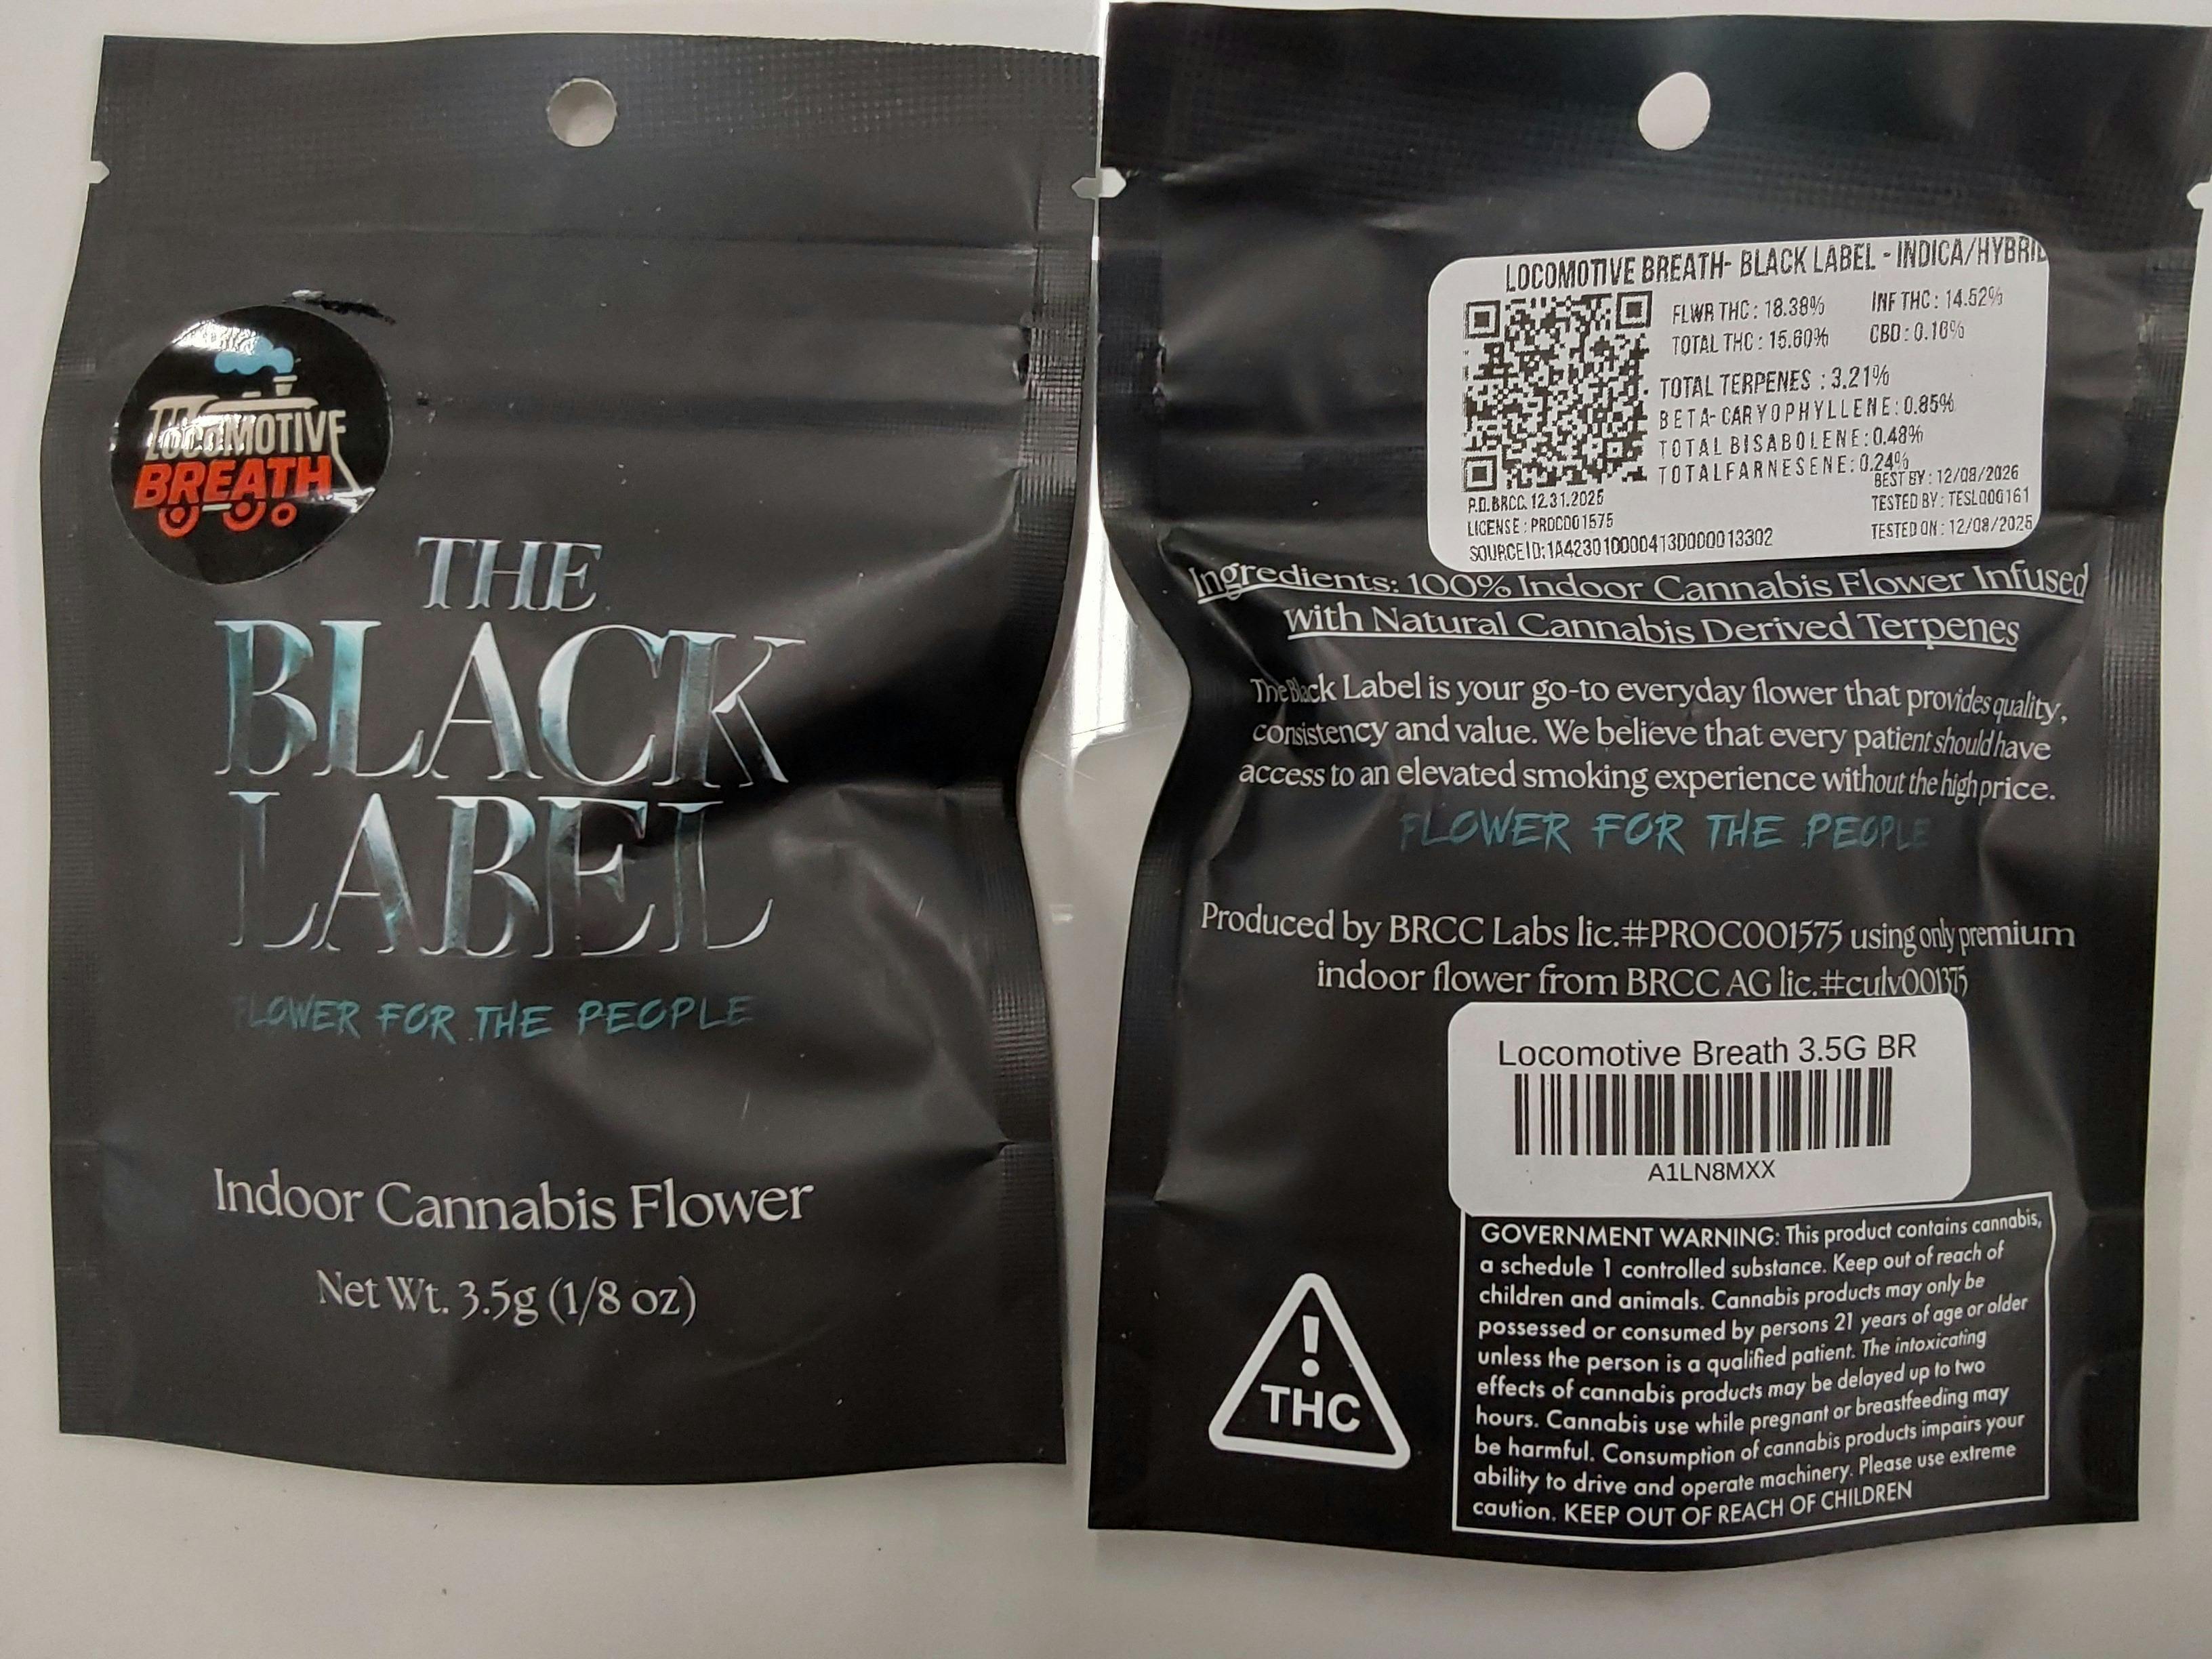 LOCOMOTIVE
BREATH
THE
BLACK
LABEL
FLOWER FOR THE PEOPLE
Indoor Cannabis Flower
Net Wt. 3.5g (1/8 oz)
LOCOMOTIVE BREATH- BLACK LABEL - INDICA/HYBRID
FLWR THC : 18.38% INF THC : 14.52%
TOTAL THC : 15.60% CBD : 0.10%
TOTAL TERPENES : 3.21%
BETA-CARYOPHYLLENE: 0.85%
TOTAL BISABOLENE: 0.48%
TOTALFARNESENE: 0.24%
BEST BY : 12/08/2026
P.D. BRCC. 12.31.2025
TESTED BY : TESL000161
LICENSE : PROC001575
TESTED ON : 12/08/2025
SOURCE ID: 1A423010000413D000013302
Ingredients: 100% Indoor Cannabis Flower Infused
with Natural Cannabis Derived Terpenes
The Black Label is your go-to everyday flower that provides quality,
consistency and value. We believe that every patient should have
access to an elevated smoking experience without the high price.
FLOWER FOR THE PEOPLE
Produced by BRCC Labs lic.#PROC001575 using only premium
indoor flower from BRCC AG lic.#culv001375
Locomotive Breath 3.5G BR
A1LN8MXX
!
THC
GOVERNMENT WARNING: This product contains cannabis,
a schedule 1 controlled substance. Keep out of reach of
children and animals. Cannabis products may only be
possessed or consumed by persons 21 years of age or older
unless the person is a qualified patient. The intoxicating
effects of cannabis products may be delayed up to two
hours. Cannabis use while pregnant or breastfeeding may
be harmful. Consumption of cannabis products impairs your
ability to drive and operate machinery. Please use extreme
caution. KEEP OUT OF REACH OF CHILDREN